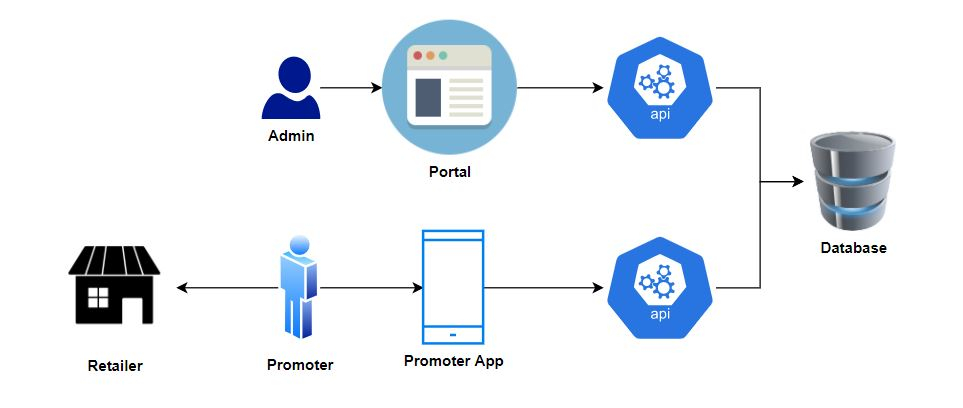 api
Admin
Portal
Database
api
Retailer
Promoter
Promoter App